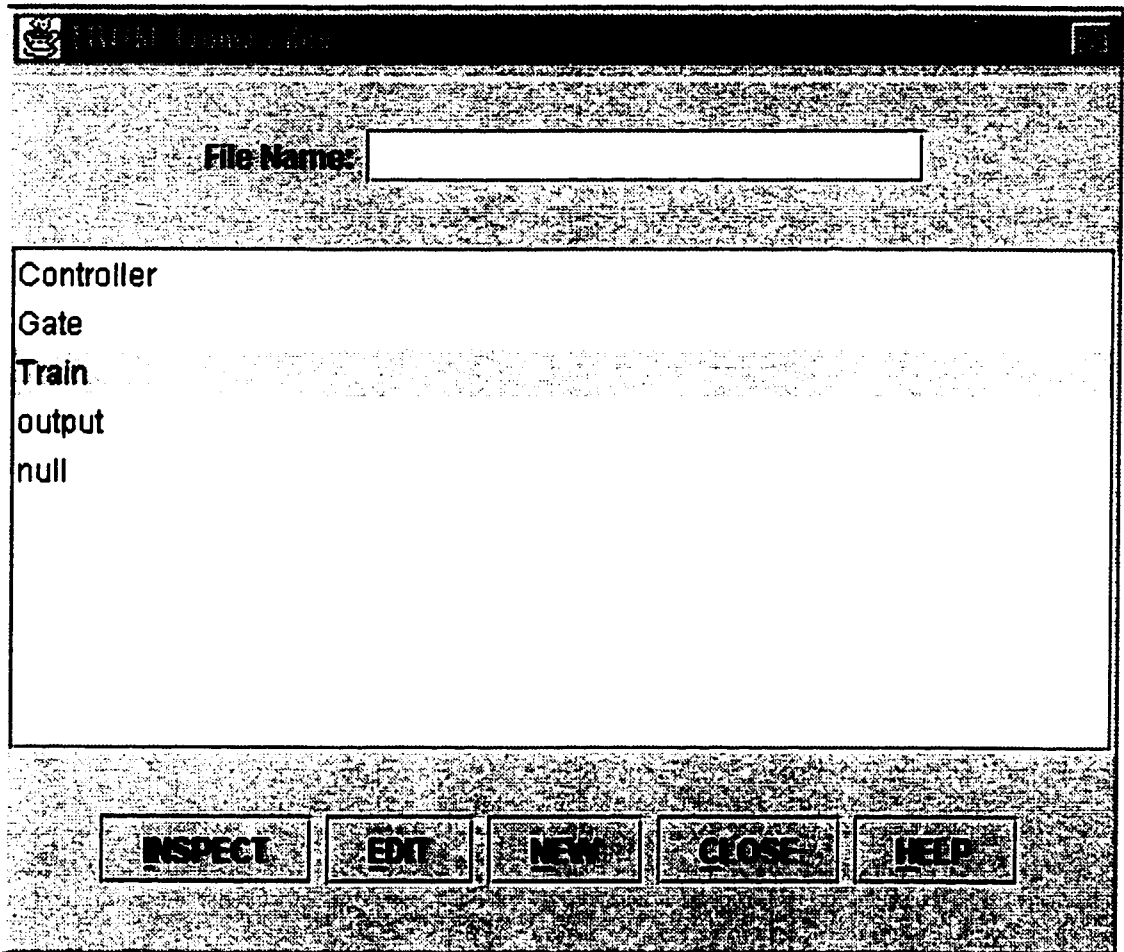 File Name:
Controller
Gate
Train
output
null
INSPECT EDIT NEW CLOSE HELP